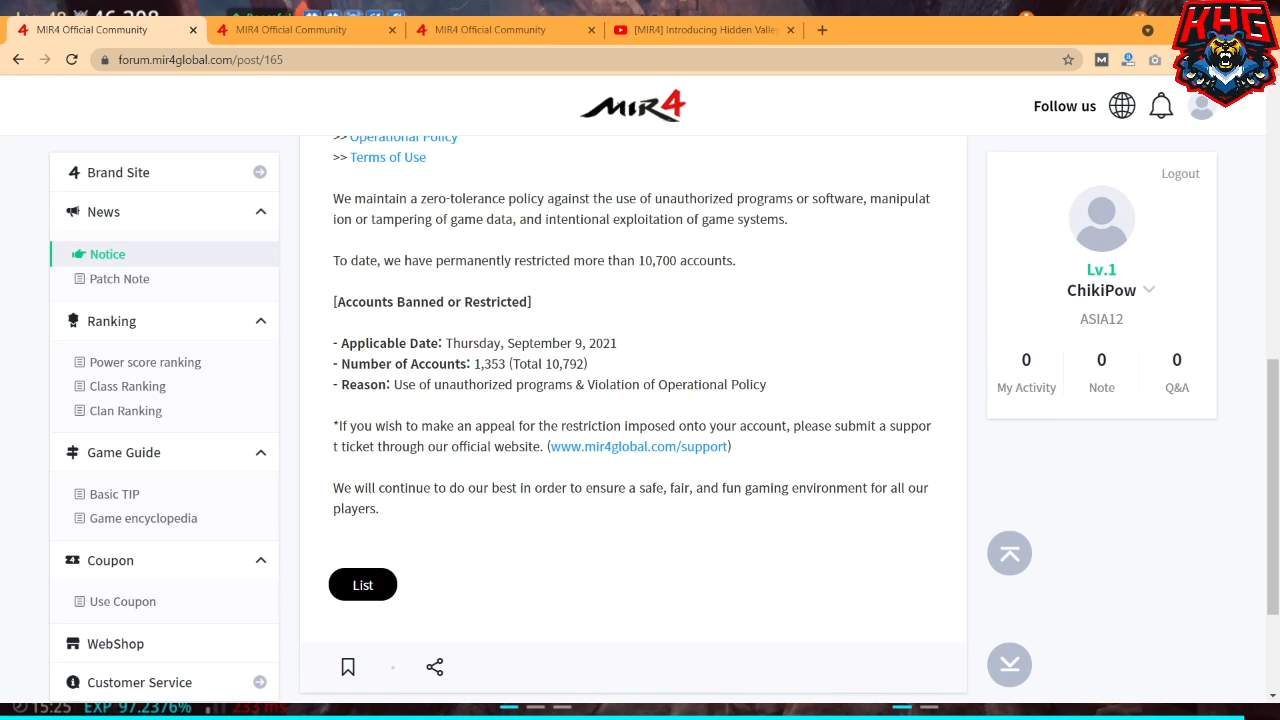 MIR4 Official Community
MIR4 Official Community
MIR4 Official Community
[MIR4] Introducing Hidden Valley
forum.mir4global.com/post/165
KHG
MIR4
Follow us
Brand Site
News
Notice
Patch Note
Ranking
Power score ranking
Class Ranking
Clan Ranking
Game Guide
Basic TIP
Game encyclopedia
Coupon
Use Coupon
WebShop
Customer Service
>> Operational Policy
>> Terms of Use
We maintain a zero-tolerance policy against the use of unauthorized programs or software, manipulat
ion or tampering of game data, and intentional exploitation of game systems.
To date, we have permanently restricted more than 10,700 accounts.
[Accounts Banned or Restricted]
- Applicable Date: Thursday, September 9, 2021
- Number of Accounts: 1,353 (Total 10,792)
- Reason: Use of unauthorized programs & Violation of Operational Policy
*If you wish to make an appeal for the restriction imposed onto your account, please submit a suppor
t ticket through our official website. (www.mir4global.com/support)
We will continue to do our best in order to ensure a safe, fair, and fun gaming environment for all our
players.
List
Logout
Lv.1
ChikiPow
ASIA12
0 0 0
My Activity Note Q&A
15:25 EXP 97.2376% 233 ms